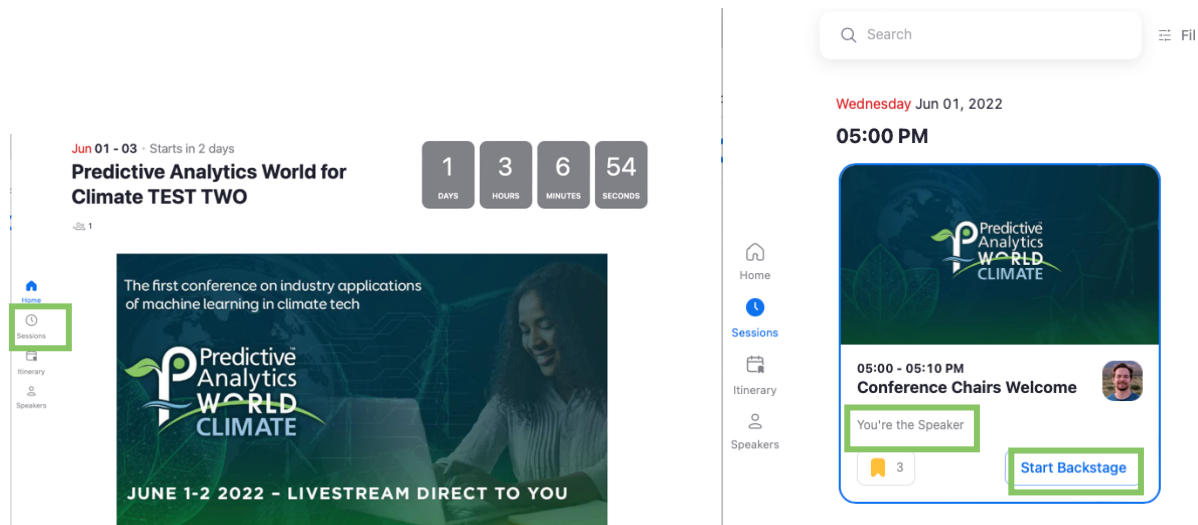 Jun 01 - 03 · Starts in 2 days
Predictive Analytics World for
Climate TEST TWO
1
1
DAYS
3
HOURS
6
MINUTES
54
SECONDS
Home
Sessions
Itinerary
Speakers
The first conference on industry applications
of machine learning in climate tech
Predictive
Analytics
WORLD
CLIMATE
JUNE 1-2 2022 – LIVESTREAM DIRECT TO YOU
Search
Fil
Wednesday Jun 01, 2022
05:00 PM
Home
Sessions
Itinerary
Speakers
Predictive
Analytics
WORLD
CLIMATE
05:00 - 05:10 PM
Conference Chairs Welcome
You're the Speaker
3
Start Backstage